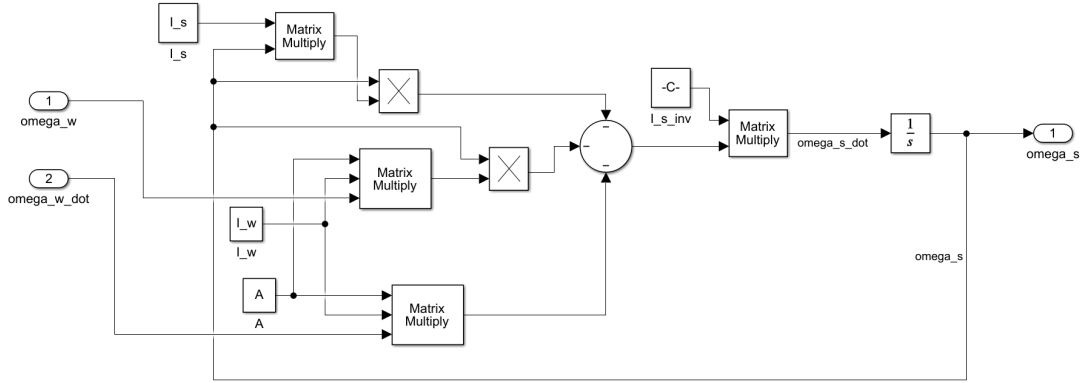 I_s
I_s
Matrix
Multiply
1
omega_w
-C-
I_s_inv
Matrix
Multiply
omega_s_dot
1
s
1
omega_s
Matrix
Multiply
2
omega_w_dot
I_w
I_w
omega_s
A
A
Matrix
Multiply